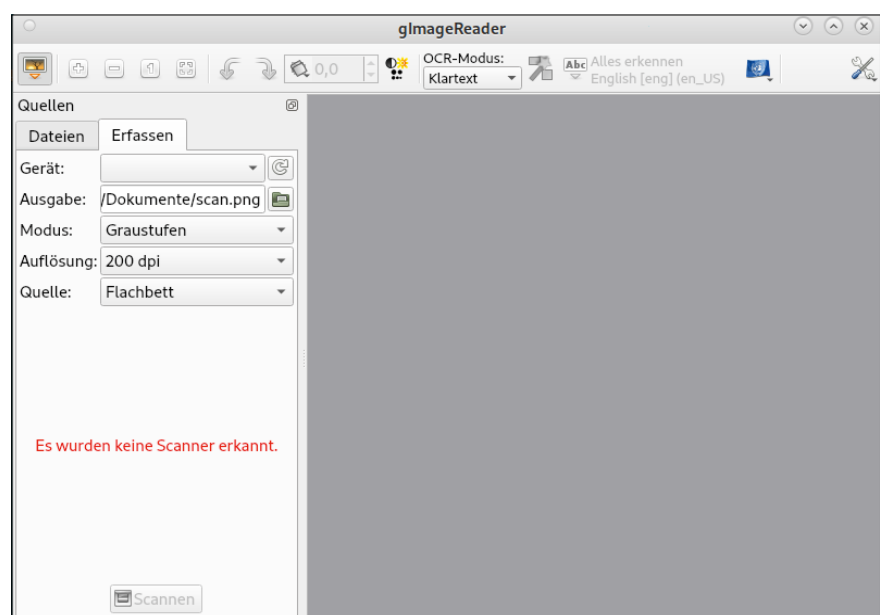 gImageReader
0,0
OCR-Modus:
Klartext
Abc
Alles erkennen
English [eng] (en_US)
Quellen
Dateien
Erfassen
Gerät:
Ausgabe: /Dokumente/scan.png
Modus: Graustufen
Auflösung: 200 dpi
Quelle: Flachbett
Es wurden keine Scanner erkannt.
Scannen